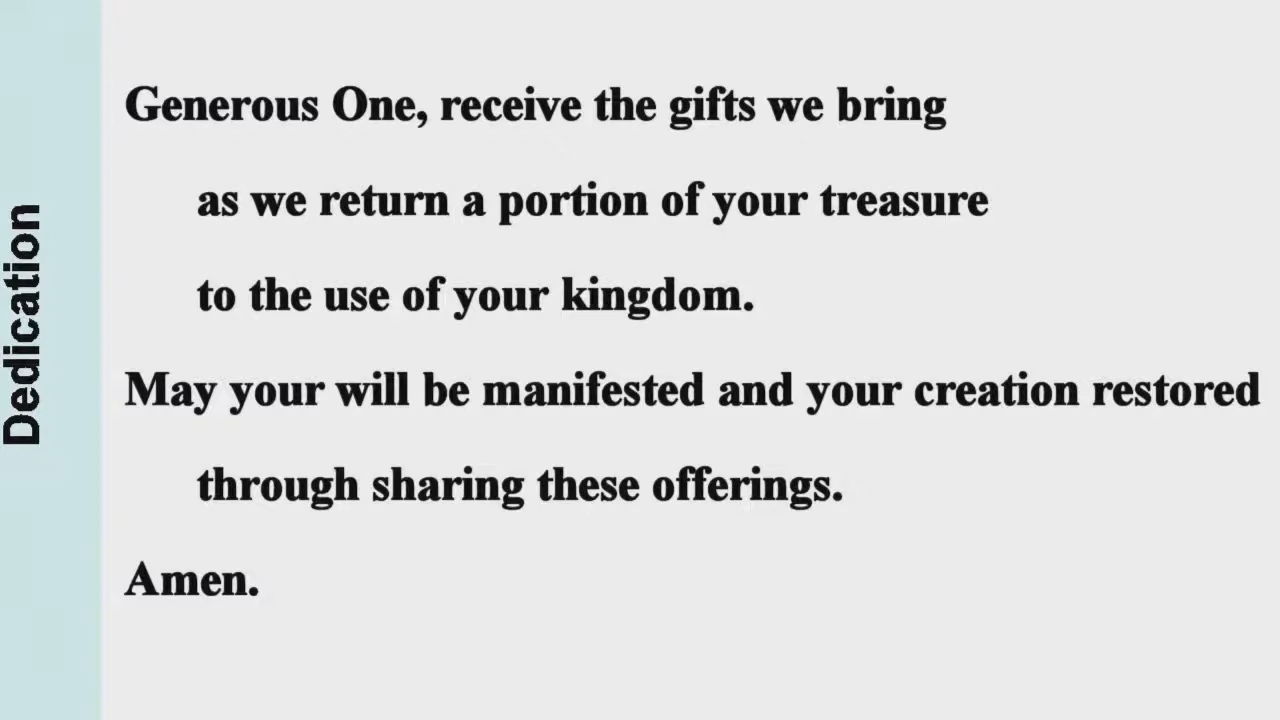 Dedication
Generous One, receive the gifts we bring
as we return a portion of your treasure
to the use of your kingdom.
May your will be manifested and your creation restored
through sharing these offerings.
Amen.